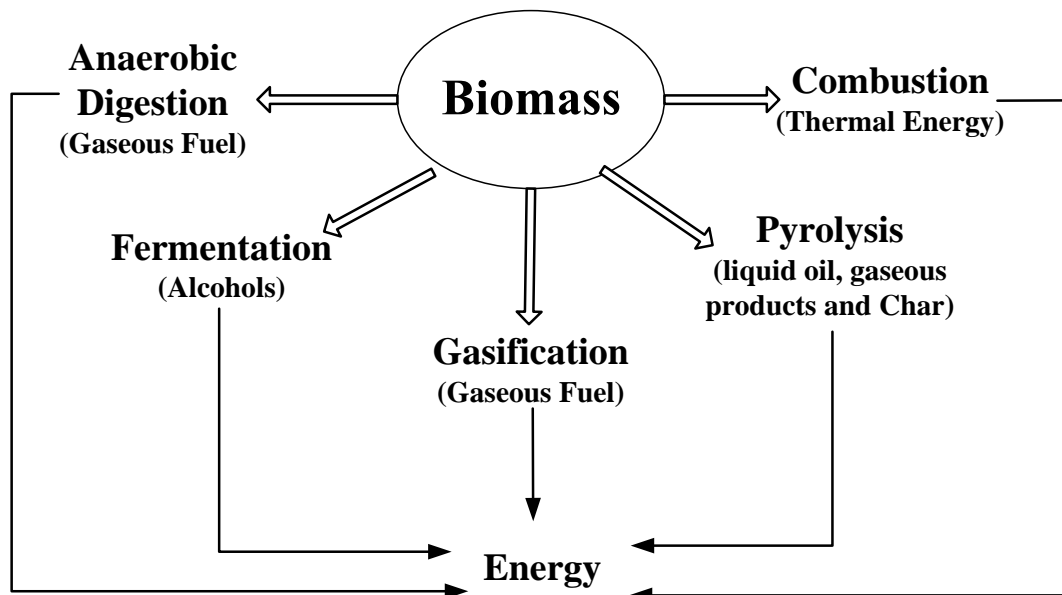 Biomass
Anaerobic
Digestion
(Gaseous Fuel)
Combustion
(Thermal Energy)
Fermentation
(Alcohols)
Pyrolysis
(liquid oil, gaseous
products and Char)
Gasification
(Gaseous Fuel)
Energy